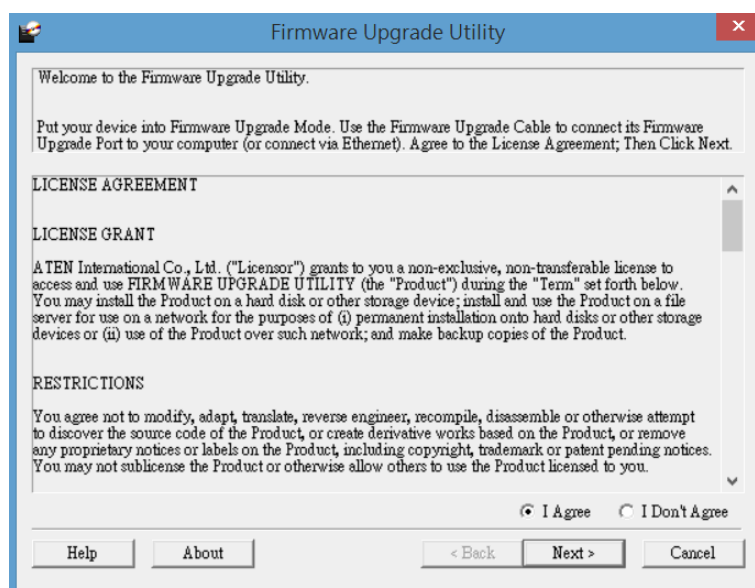 Firmware Upgrade Utility
Welcome to the Firmware Upgrade Utility.
Put your device into Firmware Upgrade Mode. Use the Firmware Upgrade Cable to connect its Firmware
Upgrade Port to your computer (or connect via Ethernet). Agree to the License Agreement; Then Click Next.
LICENSE AGREEMENT
LICENSE GRANT
ATEN International Co., Ltd. ("Licensor") grants to you a non-exclusive, non-transferable license to
access and use FIRMWARE UPGRADE UTILITY (the "Product") during the "Term" set forth below.
You may install the Product on a hard disk or other storage device; install and use the Product on a file
server for use on a network for the purposes of (i) permanent installation onto hard disks or other storage
devices or (ii) use of the Product over such network; and make backup copies of the Product.
RESTRICTIONS
You agree not to modify, adapt, translate, reverse engineer, recompile, disassemble or otherwise attempt
to discover the source code of the Product, or create derivative works based on the Product, or remove
any proprietary notices or labels on the Product, including copyright, trademark or patent pending notices.
You may not sublicense the Product or otherwise allow others to use the Product licensed to you.
I Agree I Don't Agree
Help About < Back Next > Cancel